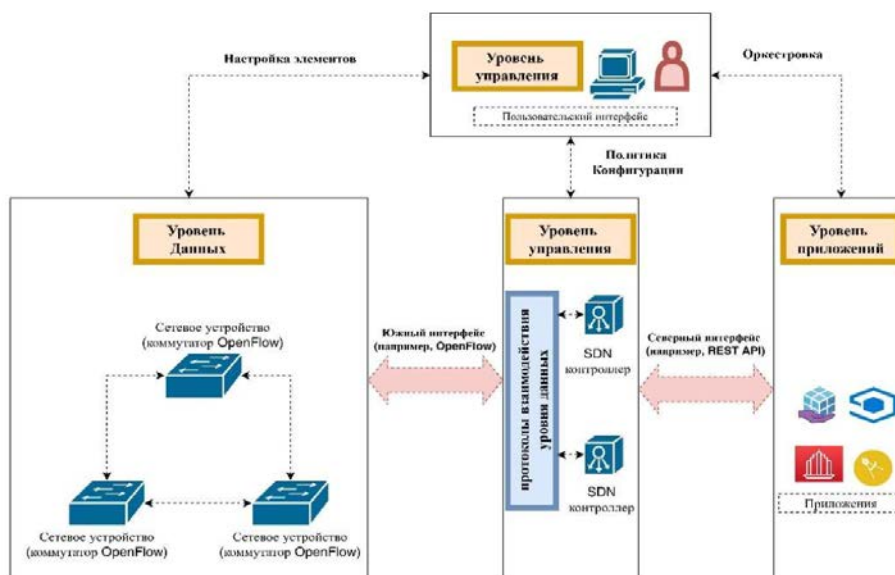 Настройка элементов
Уровень
управления
Оркестровка
Пользовательский интерфейс
Политика
Конфигурации
Уровень
Данных
Уровень
управления
Уровень
приложений
Сетевое устройство
(коммутатор OpenFlow)
Южный интерфейс
(например, OpenFlow)
протоколы взаимодействия
уровня данных
SDN
контроллер
Северный интерфейс
(например, REST API)
SDN
контроллер
Приложения
Сетевое устройство
(коммутатор OpenFlow)
Сетевое устройство
(коммутатор OpenFlow)